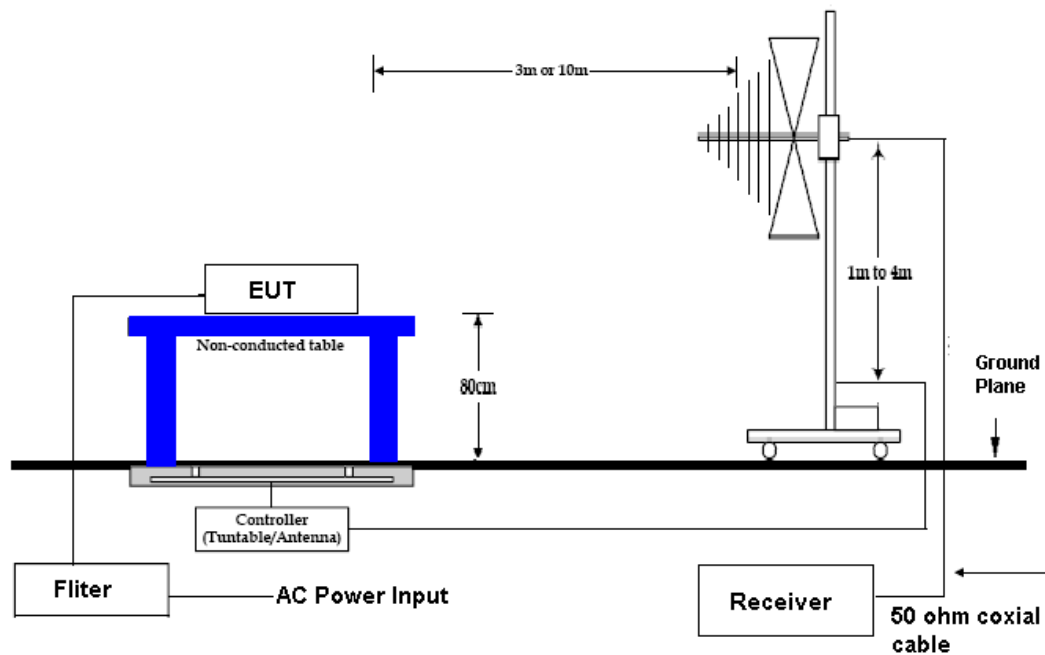 3m or 10m
EUT
Non-conducted table
1m to 4m
80cm
Ground
Plane
Controller
(Tuntable/Antenna)
Fliter
AC Power Input
Receiver
50 ohm coxial
cable